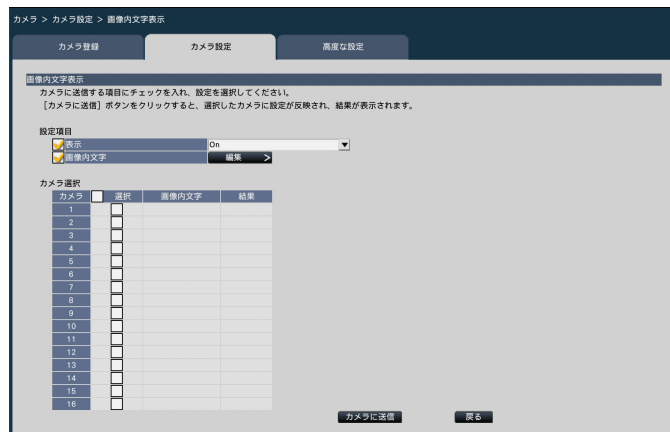 カメラ > カメラ設定 > 画像内文字表示
カメラ登録 カメラ設定 高度な設定
画像内文字表示
カメラに送信する項目にチェックを入れ、設定を選択してください。
［カメラに送信］ボタンをクリックすると、選択したカメラに設定が反映され、結果が表示されます。
設定項目
表示 On
画像内文字 編集 >
カメラ選択
カメラ 選択 画像内文字 結果
1
2
3
4
5
6
7
8
9
10
11
12
13
14
15
16
カメラに送信 戻る